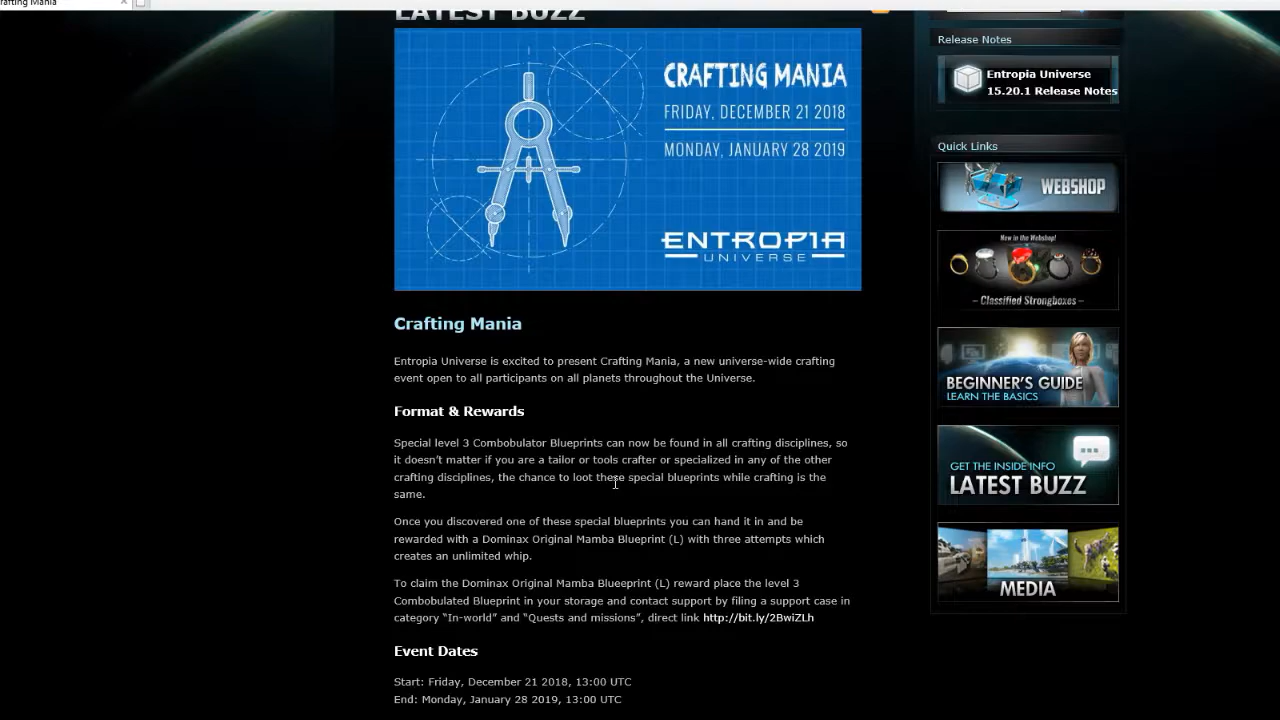 rafting Mania
LATEST BUZZ
CRAFTING MANIA
FRIDAY, DECEMBER 21 2018
MONDAY, JANUARY 28 2019
ENTROPIA
UNIVERSE
Crafting Mania
Entropia Universe is excited to present Crafting Mania, a new universe-wide crafting
event open to all participants on all planets throughout the Universe.
Format & Rewards
Special level 3 Combobulator Blueprints can now be found in all crafting disciplines, so
it doesn't matter if you are a tailor or tools crafter or specialized in any of the other
crafting disciplines, the chance to loot these special blueprints while crafting is the
same.
Once you discovered one of these special blueprints you can hand it in and be
rewarded with a Dominax Original Mamba Blueprint (L) with three attempts which
creates an unlimited whip.
To claim the Dominax Original Mamba Blueeprint (L) reward place the level 3
Combobulated Blueprint in your storage and contact support by filing a support case in
category "In-world" and "Quests and missions", direct link http://bit.ly/2BwiZLh
Event Dates
Start: Friday, December 21 2018, 13:00 UTC
End: Monday, January 28 2019, 13:00 UTC
Release Notes
Entropia Universe
15.20.1 Release Notes
Quick Links
WEBSHOP
New in the Webshop!
– Classified Strongboxes –
BEGINNER'S GUIDE
LEARN THE BASICS
GET THE INSIDE INFO
LATEST BUZZ
MEDIA